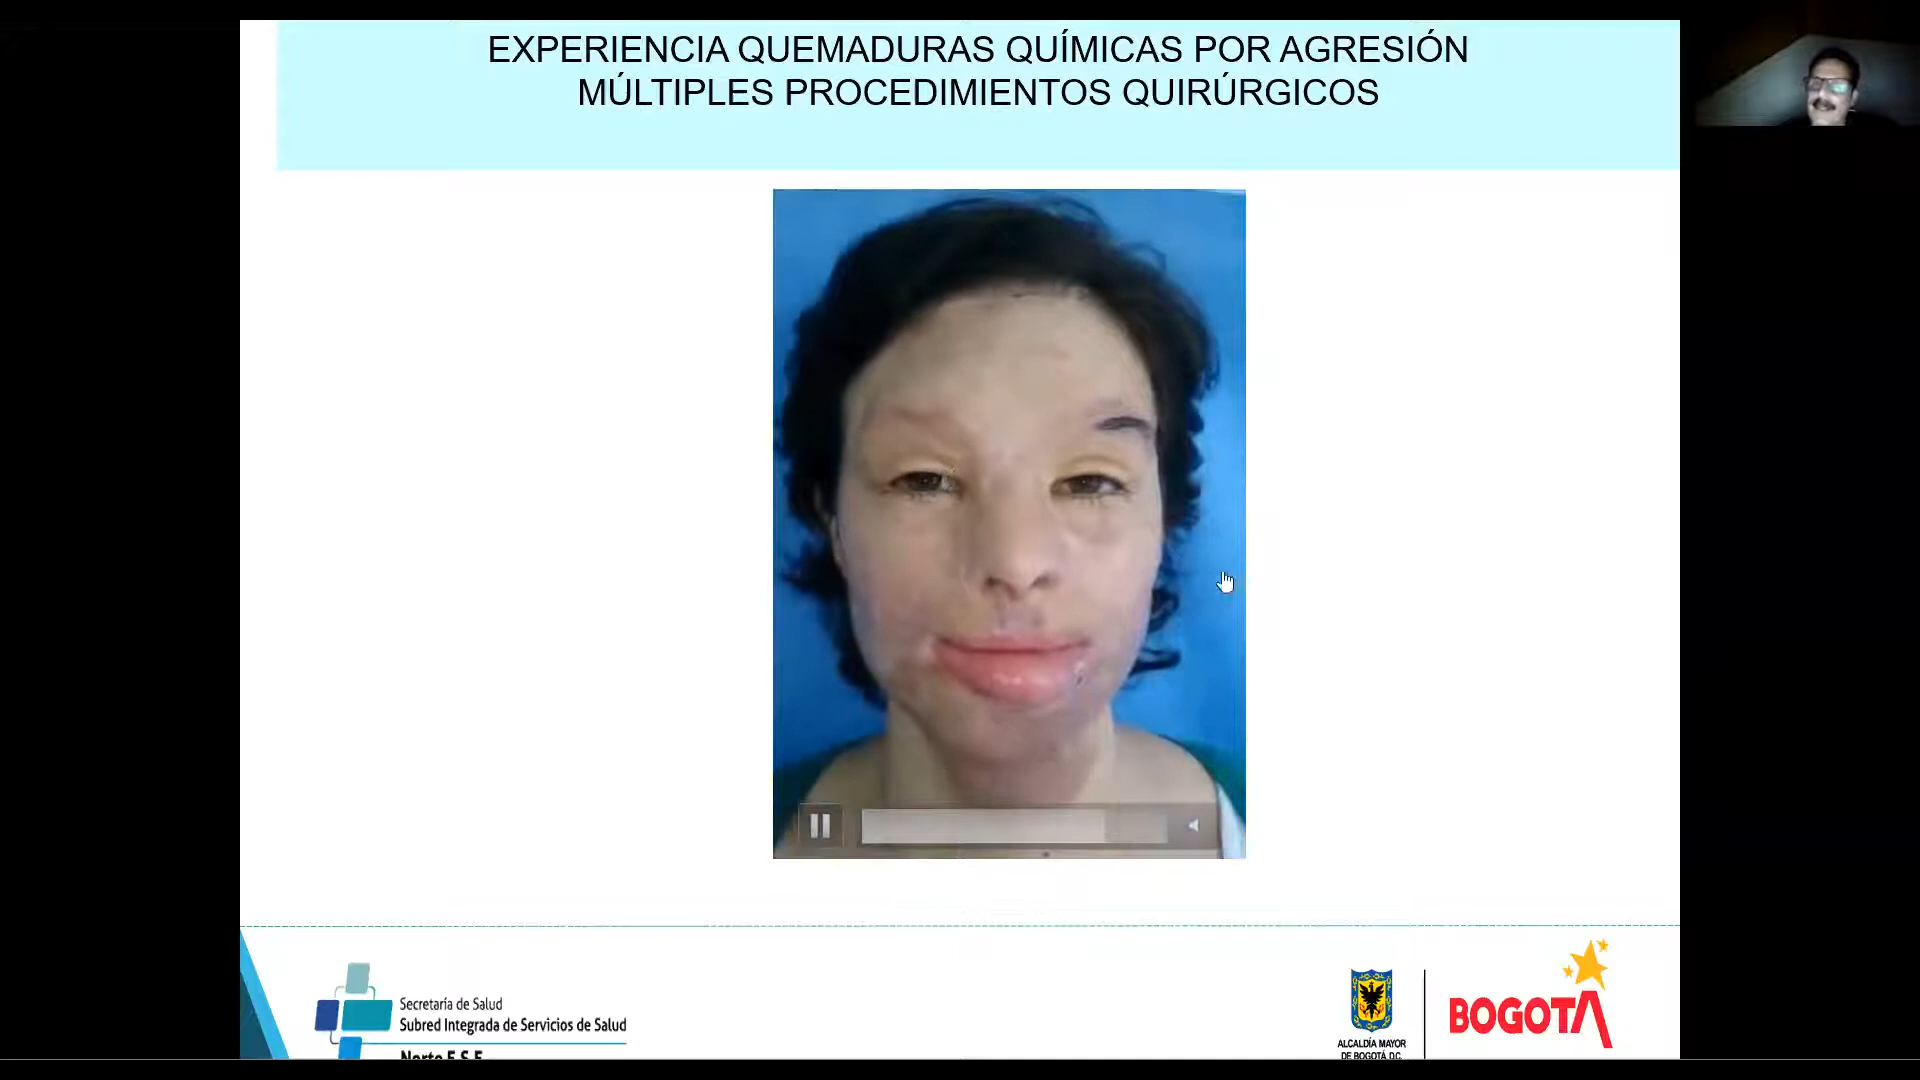 EXPERIENCIA QUEMADURAS QUÍMICAS POR AGRESIÓN
MÚLTIPLES PROCEDIMIENTOS QUIRÚRGICOS
Secretaría de Salud
Subred Integrada de Servicios de Salud
Norte E.S.E.
ALCALDÍA MAYOR
DE BOGOTÁ D.C.
BOGOTÁ